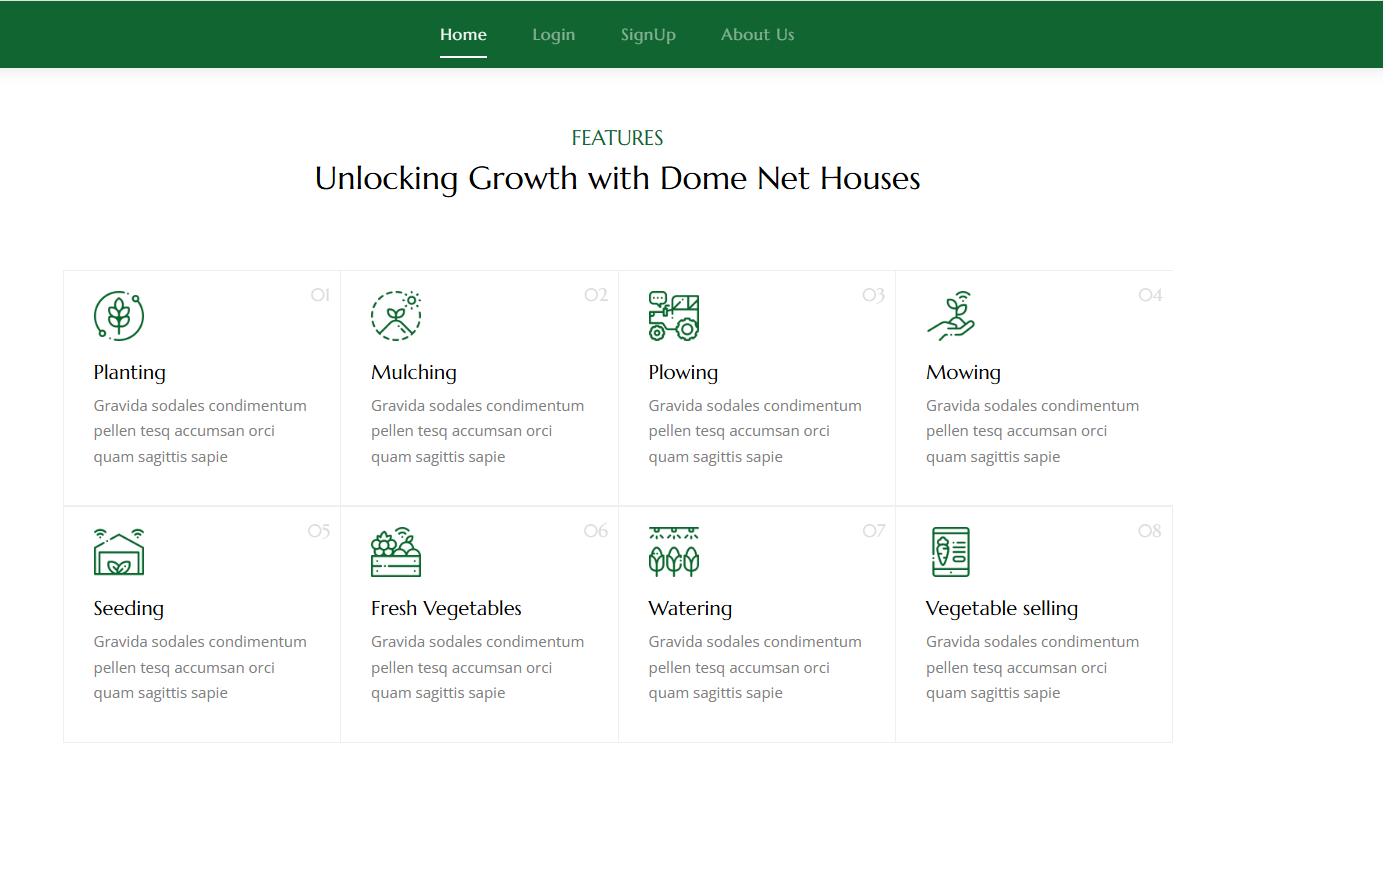 Home Login SignUp About Us
FEATURES
Unlocking Growth with Dome Net Houses
01
Planting
Gravida sodales condimentum
pellen tesq accumsan orci
quam sagittis sapie
02
Mulching
Gravida sodales condimentum
pellen tesq accumsan orci
quam sagittis sapie
03
Plowing
Gravida sodales condimentum
pellen tesq accumsan orci
quam sagittis sapie
04
Mowing
Gravida sodales condimentum
pellen tesq accumsan orci
quam sagittis sapie
05
Seeding
Gravida sodales condimentum
pellen tesq accumsan orci
quam sagittis sapie
06
Fresh Vegetables
Gravida sodales condimentum
pellen tesq accumsan orci
quam sagittis sapie
07
Watering
Gravida sodales condimentum
pellen tesq accumsan orci
quam sagittis sapie
08
Vegetable selling
Gravida sodales condimentum
pellen tesq accumsan orci
quam sagittis sapie